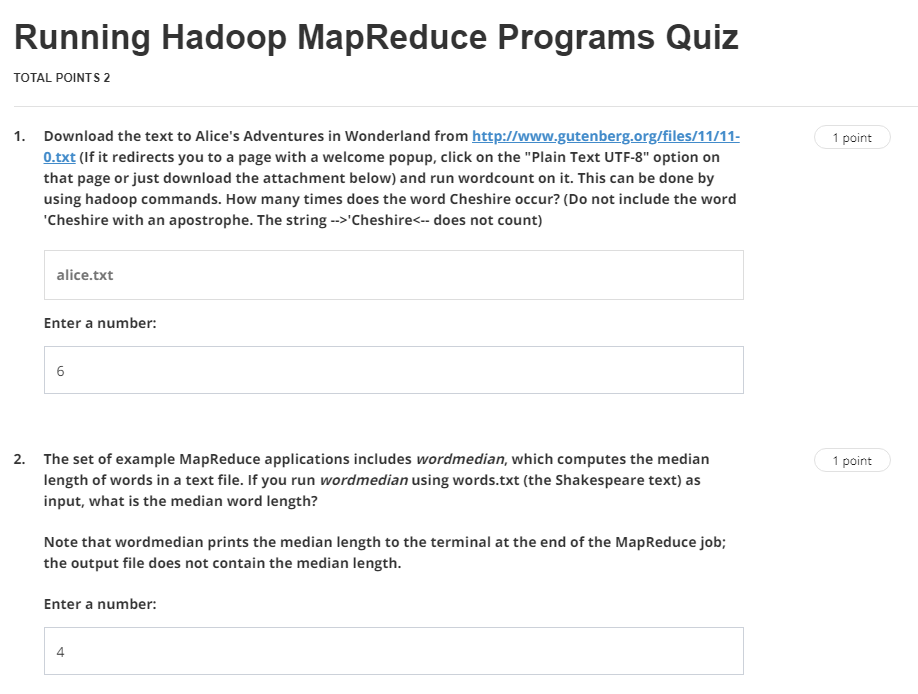 Running Hadoop MapReduce Programs Quiz
TOTAL POINTS 2
1. Download the text to Alice's Adventures in Wonderland from http://www.gutenberg.org/files/11/11-
1 point
0.txt (If it redirects you to a page with a welcome popup, click on the "Plain Text UTF-8" option on
that page or just download the attachment below) and run wordcount on it. This can be done by
using hadoop commands. How many times does the word Cheshire occur? (Do not include the word
'Cheshire with an apostrophe. The string -->'Cheshire<-- does not count)
alice.txt
Enter a number:
6
2. The set of example MapReduce applications includes wordmedian, which computes the median
1 point
length of words in a text file. If you run wordmedian using words.txt (the Shakespeare text) as
input, what is the median word length?
Note that wordmedian prints the median length to the terminal at the end of the MapReduce job;
the output file does not contain the median length.
Enter a number:
4